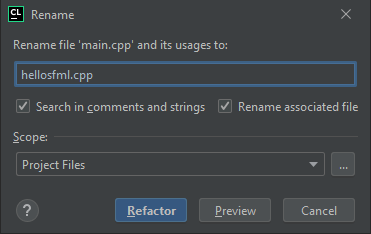 CL Rename
Rename file 'main.cpp' and its usages to:
hellosfml.cpp
Search in comments and strings Rename associated file
Scope:
Project Files ...
? Refactor Preview Cancel